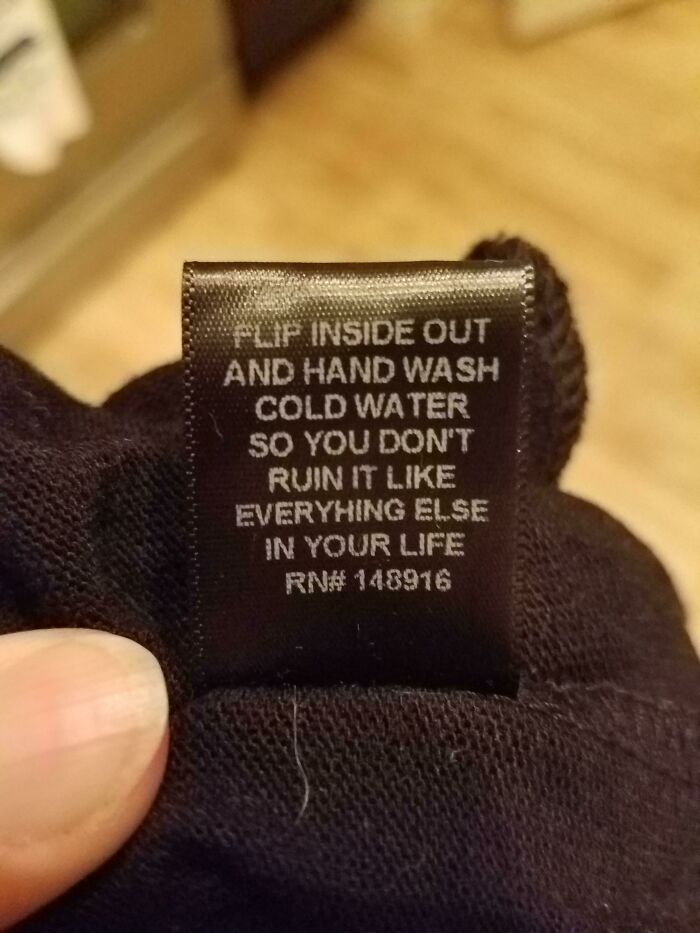 FLIP INSIDE OUT
AND HAND WASH
COLD WATER
SO YOU DON'T
RUIN IT LIKE
EVERYHING ELSE
IN YOUR LIFE
RN# 148916